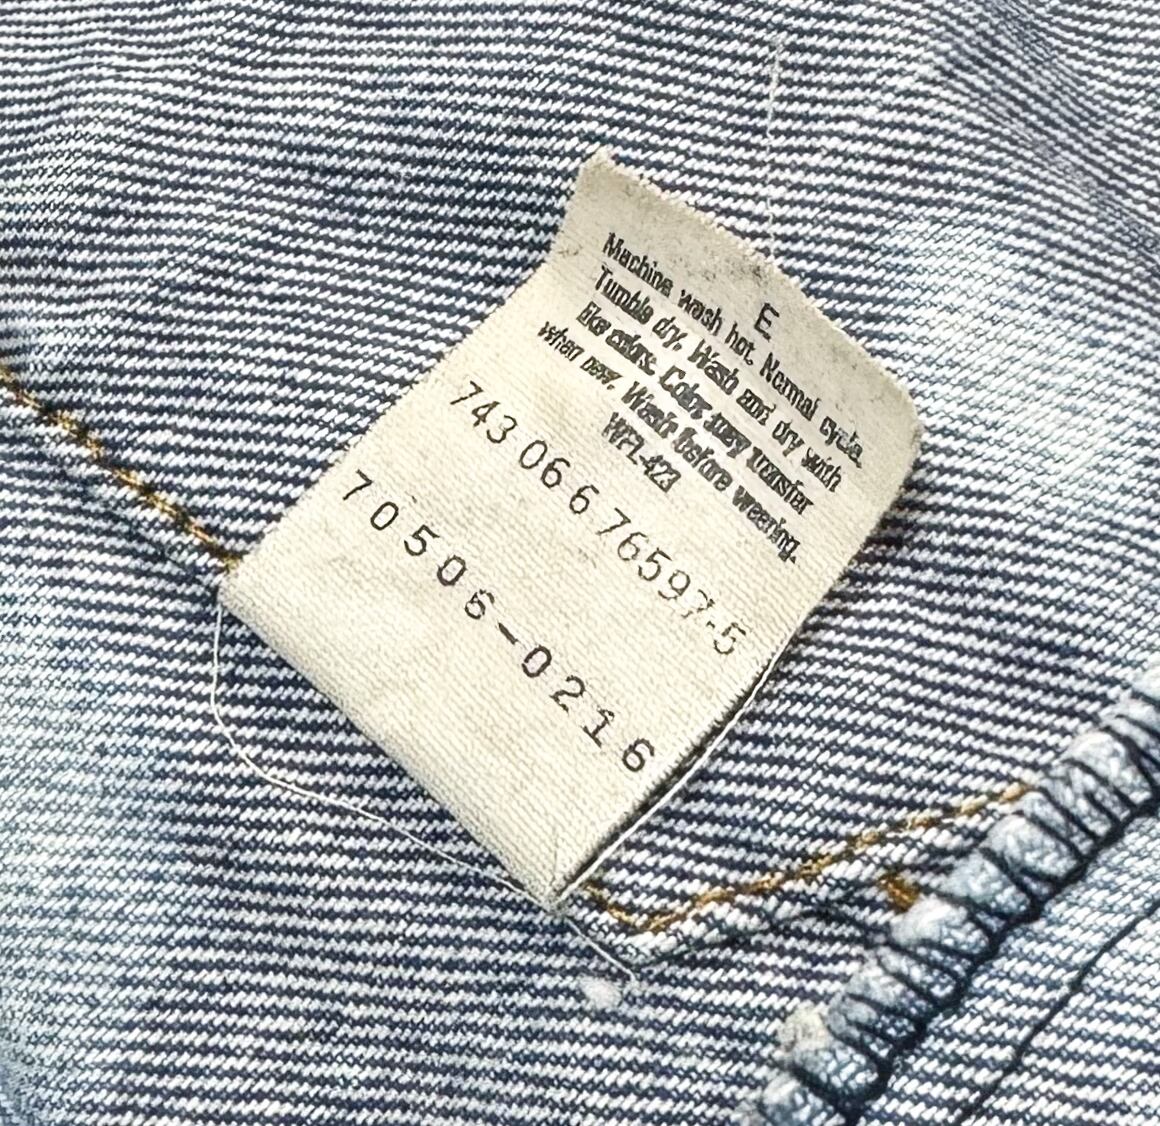 E
Machine wash hot. Normal cycle.
Tumble dry. Wash and dry with
like colors. Color may transfer
when new. Wash before wearing.
WPL-423
743 066 76597-5
70506-0216